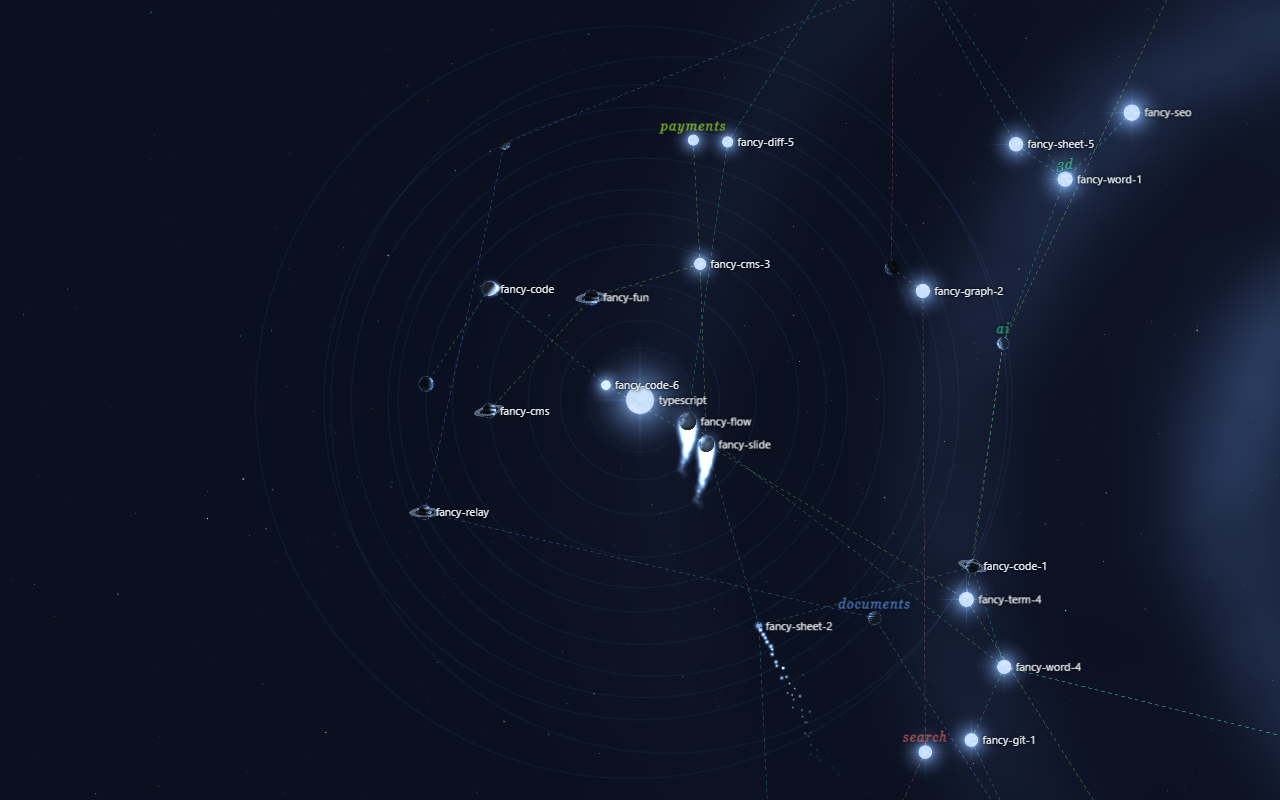 fancy-seo
payments
fancy-diff-5
fancy-sheet-5
3d
fancy-word-1
fancy-cms-3
fancy-code
fancy-fun
fancy-graph-2
ai
fancy-code-6
typescript
fancy-cms
fancy-flow
fancy-slide
fancy-relay
fancy-code-1
documents
fancy-term-4
fancy-sheet-2
fancy-word-4
search
fancy-git-1